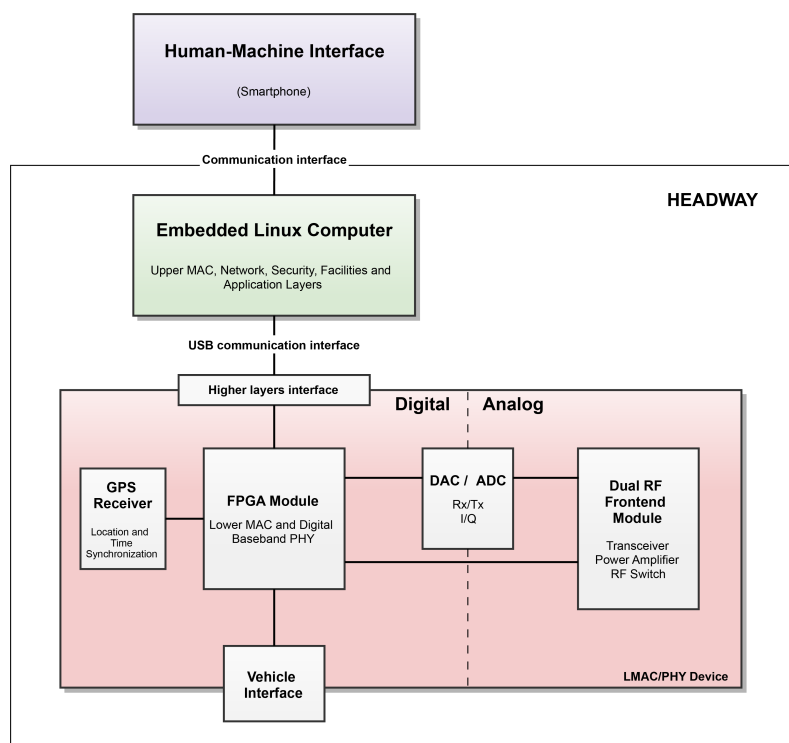 Human-Machine Interface
(Smartphone)
Communication interface
HEADWAY
Embedded Linux Computer
Upper MAC, Network, Security, Facilities and
Application Layers
USB communication interface
Higher layers interface
Digital
Analog
GPS
Receiver
Location and
Time
Synchronization
FPGA Module
Lower MAC and Digital
Baseband PHY
DAC / ADC
Rx/Tx
I/Q
Dual RF
Frontend
Module
Transceiver
Power Amplifier
RF Switch
Vehicle
Interface
LMAC/PHY Device